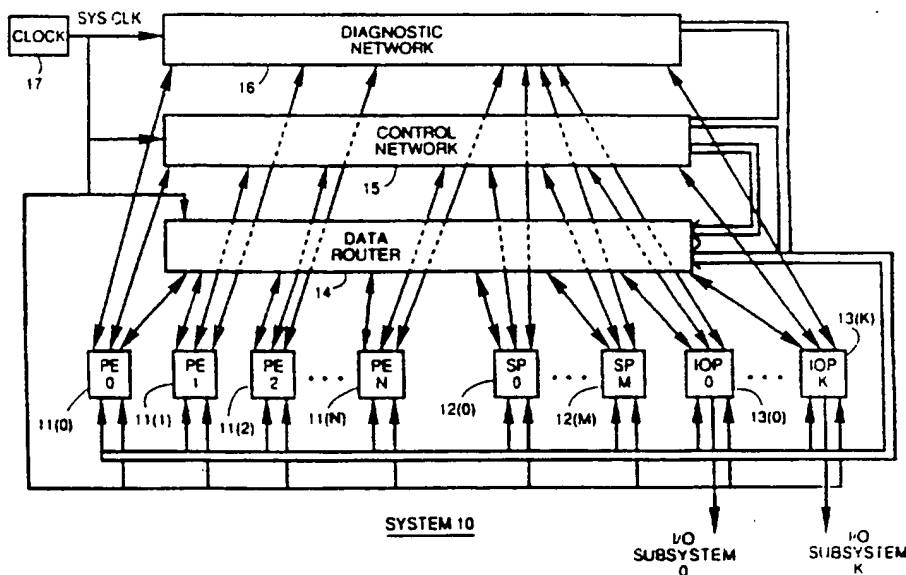 SYS CLK
CLOCK
17
DIAGNOSTIC
NETWORK
16
CONTROL
NETWORK
15
DATA
ROUTER
14
PE
0
PE
1
PE
2
...
PE
N
SP
0
...
SP
M
IOP
0
...
IOP
K
13(K)
11(0)
11(1)
11(2)
11(N)
12(0)
12(M)
13(0)
SYSTEM 10
I/O
SUBSYSTEM
0
I/O
SUBSYSTEM
K